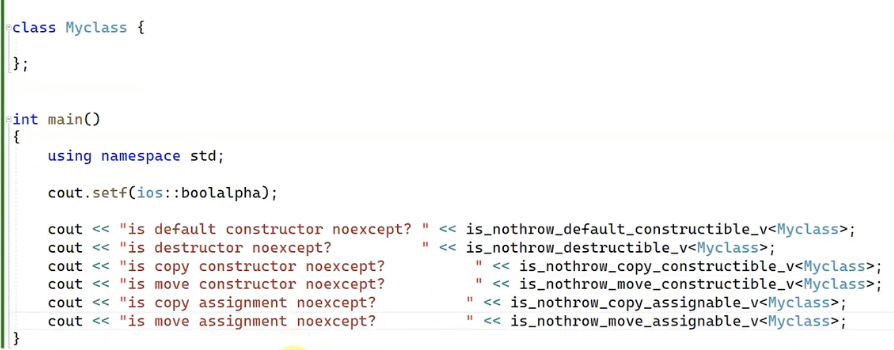 class Myclass {
};
int main()
{
    using namespace std;
    cout.setf(ios::boolalpha);
    cout << "is default constructor noexcept? " << is_nothrow_default_constructible_v<Myclass>;
    cout << "is destructor noexcept?          " << is_nothrow_destructible_v<Myclass>;
    cout << "is copy constructor noexcept?          " << is_nothrow_copy_constructible_v<Myclass>;
    cout << "is move constructor noexcept?          " << is_nothrow_move_constructible_v<Myclass>;
    cout << "is copy assignment noexcept?          " << is_nothrow_copy_assignable_v<Myclass>;
    cout << "is move assignment noexcept?          " << is_nothrow_move_assignable_v<Myclass>;
}